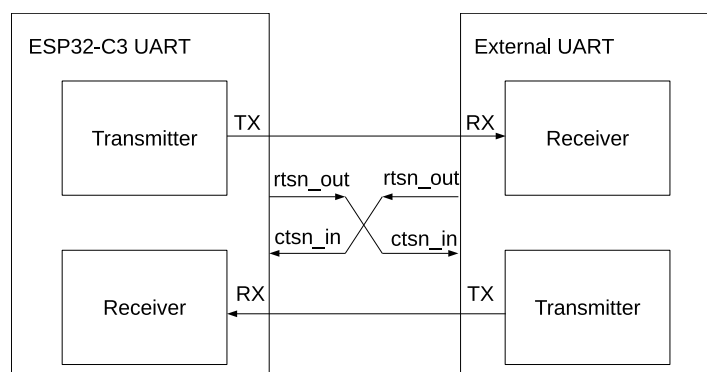 ESP32-C3 UART
External UART
Transmitter
TX
RX
Receiver
rtsn_out
rtsn_out
ctsn_in
ctsn_in
Receiver
RX
TX
Transmitter